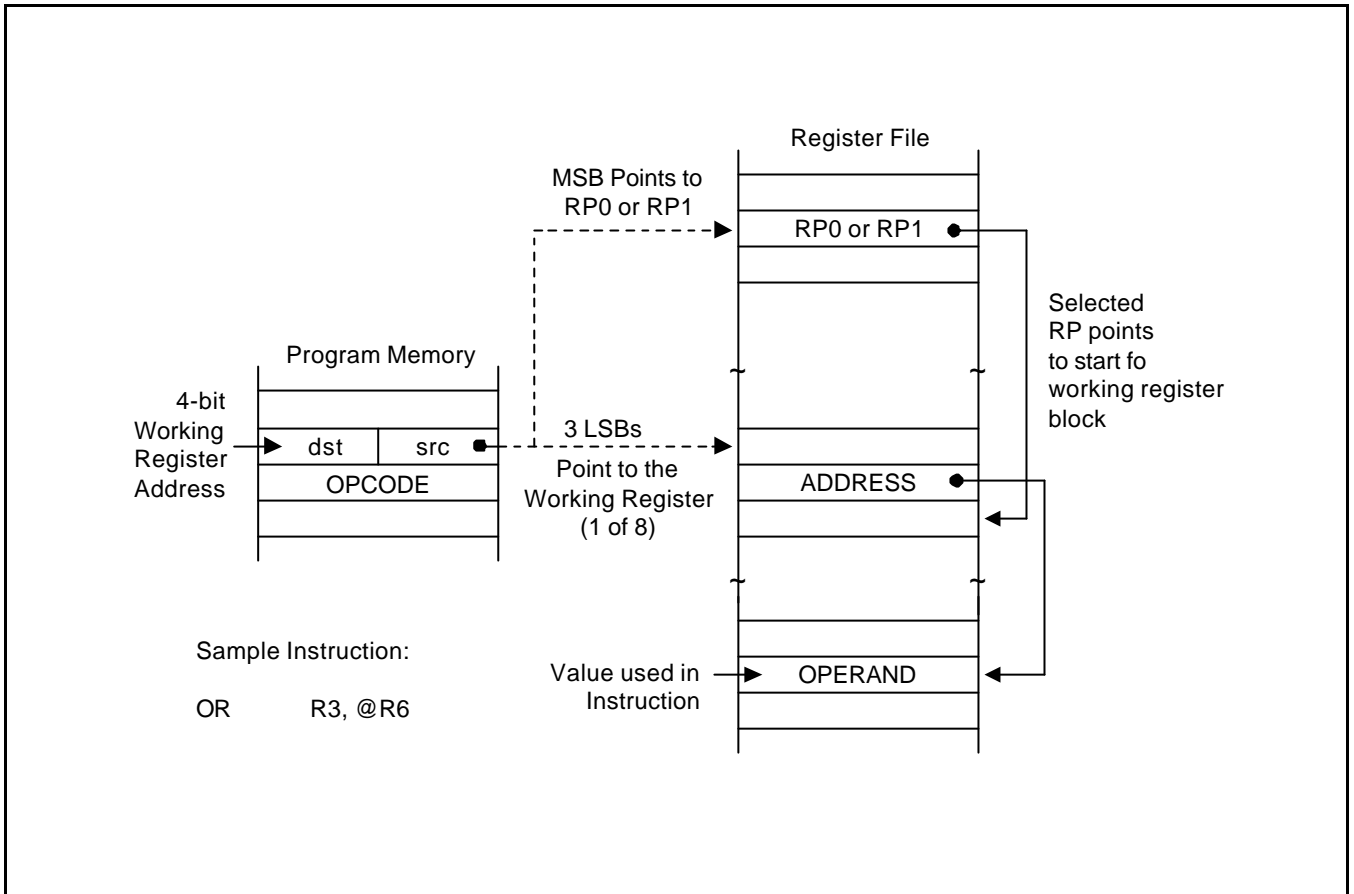 Register File
MSB Points to
RP0 or RP1
RP0 or RP1
Selected
RP points
to start fo
working register
block
Program Memory
4-bit
Working
Register
Address
dst src
OPCODE
3 LSBs
Point to the
Working Register
(1 of 8)
ADDRESS
Sample Instruction:
OR R3, @R6
Value used in
Instruction
OPERAND